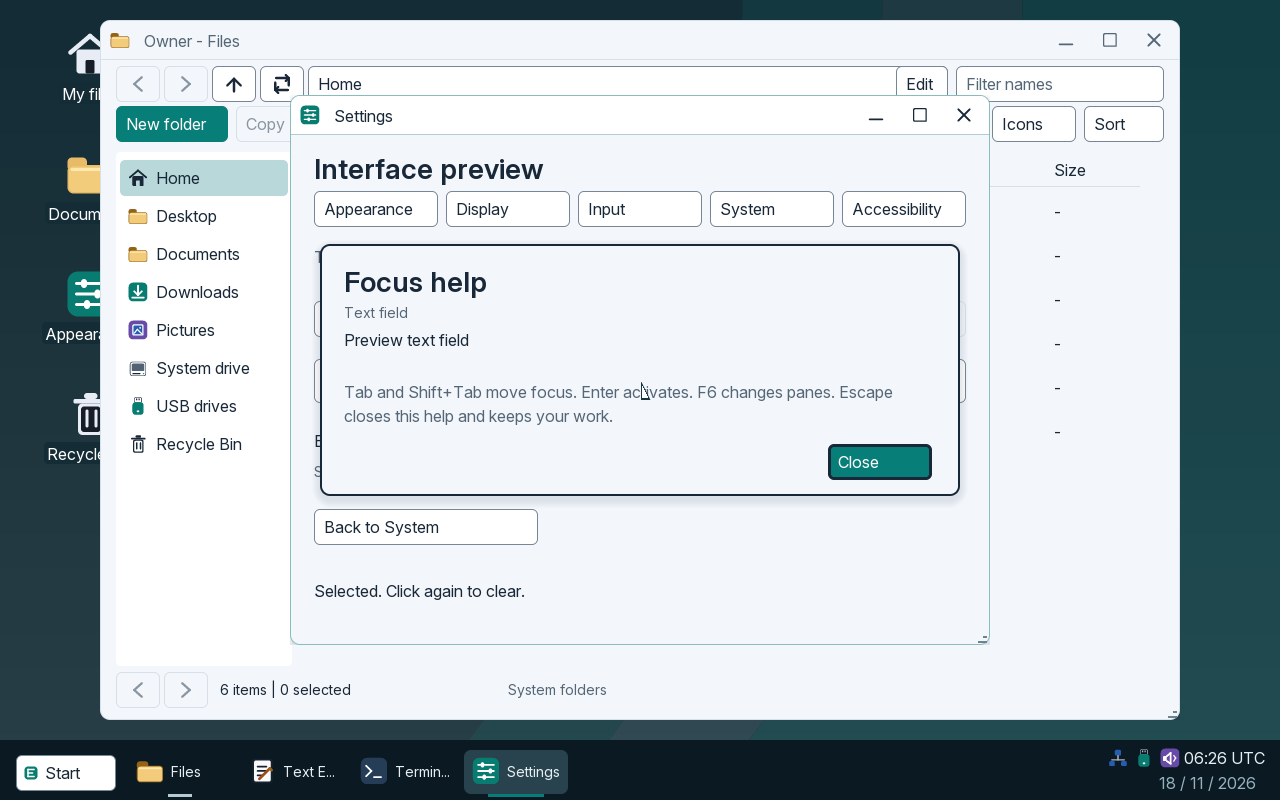 Owner - Files
My fil
Home
Edit
Filter names
New folder
Copy
Icons
Sort
Settings
Interface preview
Appearance
Display
Input
System
Accessibility
Size
Home
Desktop
Documents
Downloads
Pictures
System drive
USB drives
Recycle Bin
Docum
Appear
Recycle
-
-
-
-
-
-
Focus help
Text field
Preview text field
Tab and Shift+Tab move focus. Enter activates. F6 changes panes. Escape
closes this help and keeps your work.
Close
Back to System
Selected. Click again to clear.
6 items | 0 selected
System folders
Start
Files
Text E...
Termin...
Settings
06:26 UTC
18 / 11 / 2026